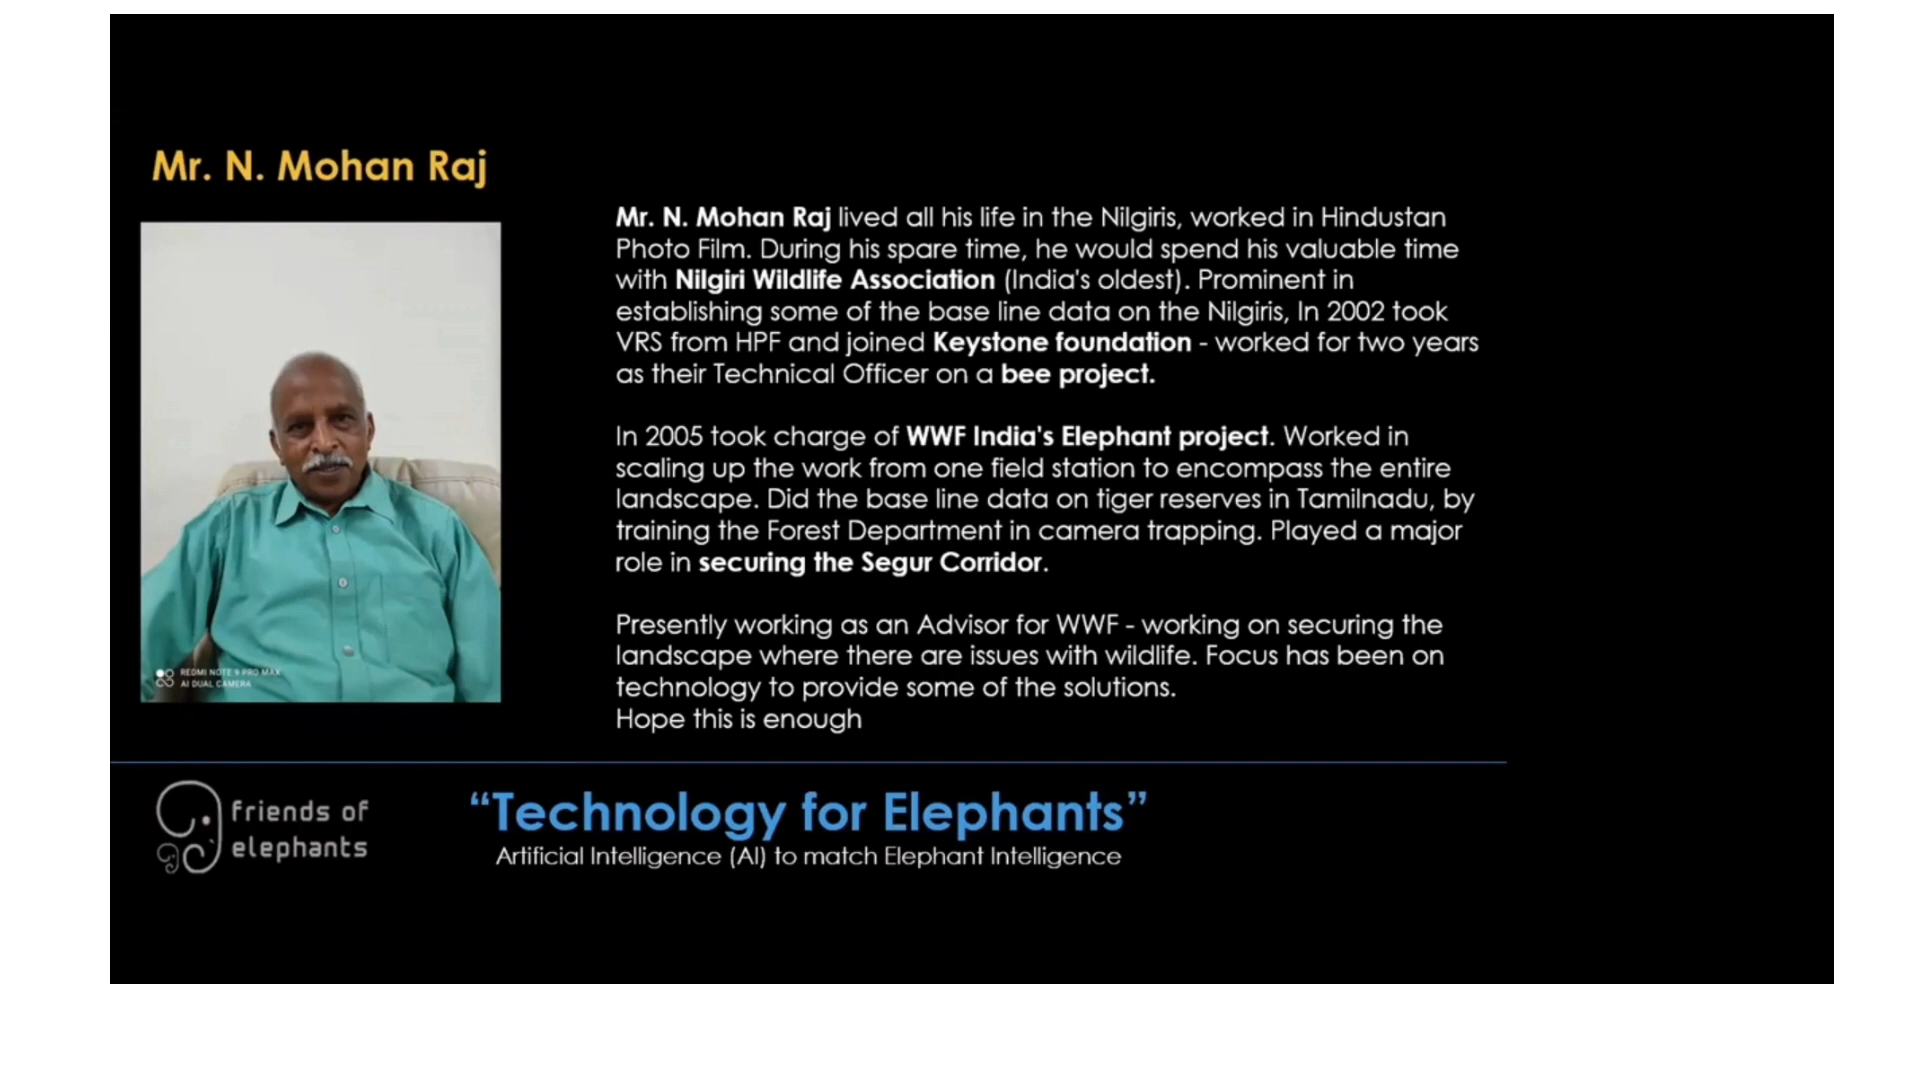 Mr. N. Mohan Raj
Mr. N. Mohan Raj lived all his life in the Nilgiris, worked in Hindustan
Photo Film. During his spare time, he would spend his valuable time
with Nilgiri Wildlife Association (India's oldest). Prominent in
establishing some of the base line data on the Nilgiris, In 2002 took
VRS from HPF and joined Keystone foundation - worked for two years
as their Technical Officer on a bee project.
In 2005 took charge of WWF India's Elephant project. Worked in
scaling up the work from one field station to encompass the entire
landscape. Did the base line data on tiger reserves in Tamilnadu, by
training the Forest Department in camera trapping. Played a major
role in securing the Segur Corridor.
Presently working as an Advisor for WWF - working on securing the
landscape where there are issues with wildlife. Focus has been on
technology to provide some of the solutions.
Hope this is enough
REDMI NOTE 9 PRO MAX
AI DUAL CAMERA
friends of
elephants
“Technology for Elephants”
Artificial Intelligence (AI) to match Elephant Intelligence